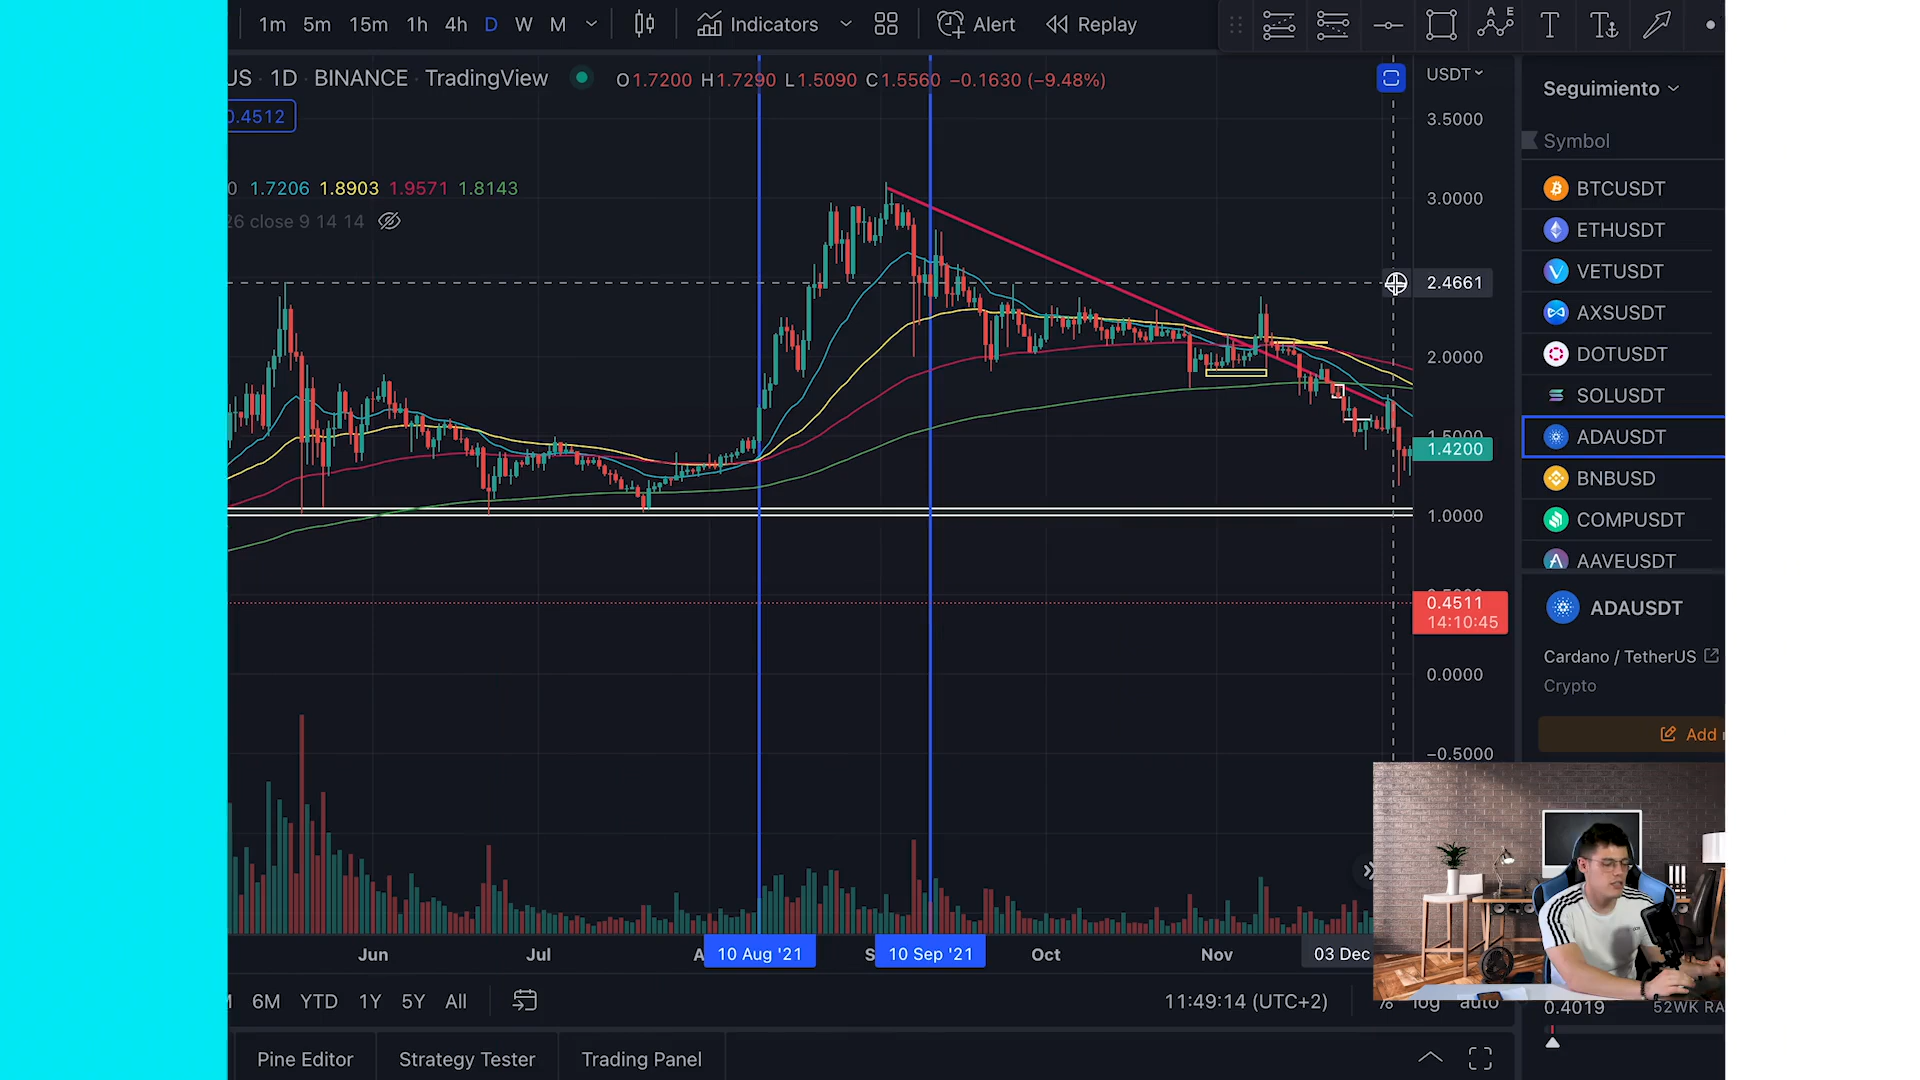 1m 5m 15m 1h 4h D W M Indicators Alert Replay
US · 1D · BINANCE · TradingView O1.7200 H1.7290 L1.5090 C1.5560 −0.1630 (−9.48%)
0.4512
0 1.7206 1.8903 1.9571 1.8143
26 close 9 14 14
USDT
3.5000
3.0000
2.4661
2.0000
1.5000
1.4200
1.0000
0.4511
14:10:45
0.0000
−0.5000
Jun Jul A 10 Aug '21 S 10 Sep '21 Oct Nov 03 Dec
6M YTD 1Y 5Y All 11:49:14 (UTC+2) % log auto
Pine Editor Strategy Tester Trading Panel
Seguimiento
Symbol
BTCUSDT
ETHUSDT
VETUSDT
AXSUSDT
DOTUSDT
SOLUSDT
ADAUSDT
BNBUSD
COMPUSDT
AAVEUSDT
ADAUSDT
Cardano / TetherUS
Crypto
Add
0.4019 52WK RA